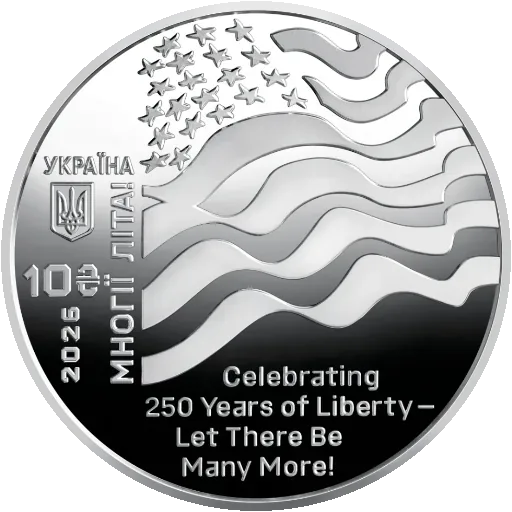 УКРАЇНА
10 ₴
2026
МНОГІЇ ЛІТА!
Celebrating
250 Years of Liberty –
Let There Be
Many More!